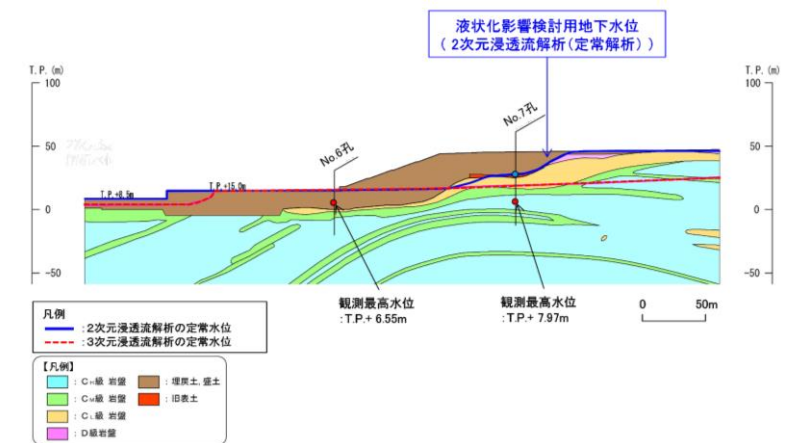 液状化影響検討用地下水位
( 2次元浸透流解析(定常解析) )
T.P. (m)
T.P. (m)
100
100
No.7孔
50
50
No.6孔
T.P.+8.5m
T.P.+15.0m
0
0
-50
-50
観測最高水位
:T.P.+ 6.55m
観測最高水位
:T.P.+ 7.97m
0 50m
凡例
:2次元浸透流解析の定常水位
:3次元浸透流解析の定常水位
【凡例】
: CH級 岩盤
: 埋戻土,盛土
: CM級 岩盤
: 旧表土
: CL級 岩盤
: D級岩盤